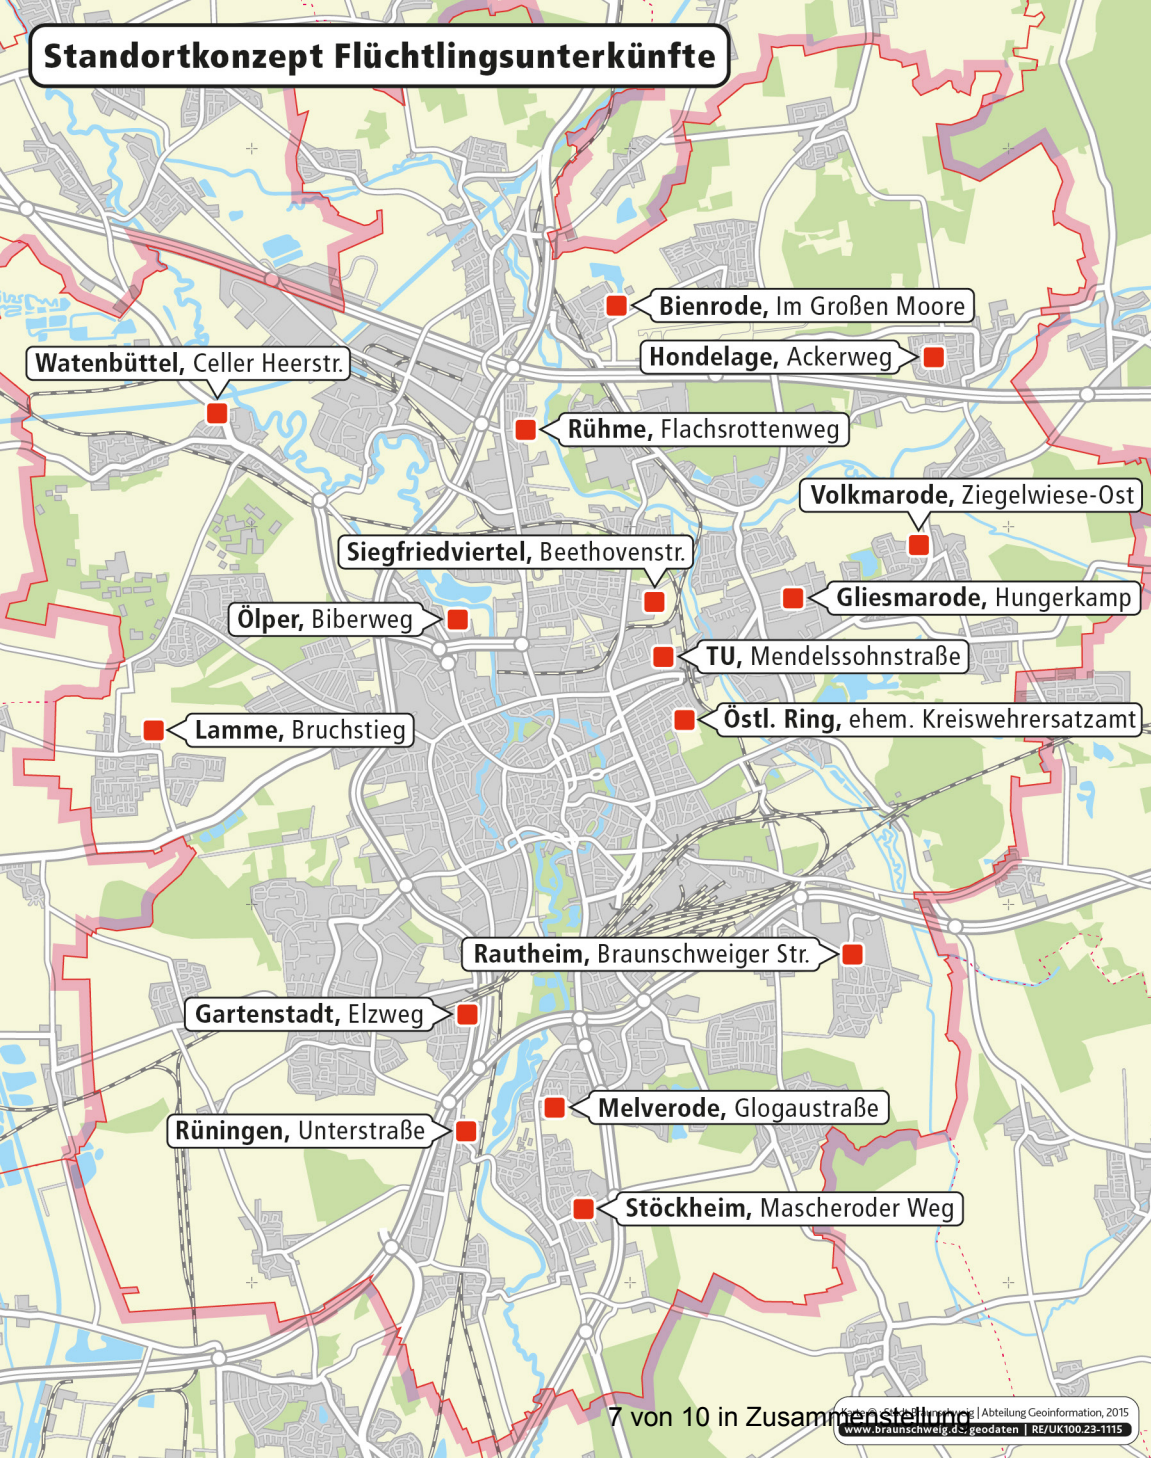 Standortkonzept Flüchtlingsunterkünfte
Bienrode, Im Großen Moore
Hondelage, Ackerweg
Watenbüttel, Celler Heerstr.
Rühme, Flachsrottenweg
Volkmarode, Ziegelwiese-Ost
Siegfriedviertel, Beethovenstr.
Gliesmarode, Hungerkamp
Ölper, Biberweg
TU, Mendelssohnstraße
Östl. Ring, ehem. Kreiswehrersatzamt
Lamme, Bruchstieg
Rautheim, Braunschweiger Str.
Gartenstadt, Elzweg
Melverode, Glogaustraße
Rüningen, Unterstraße
Stöckheim, Mascheroder Weg
7 von 10 in Zusammenstellung
Karte © Stadt Braunschweig | Abteilung Geoinformation, 2015
www.braunschweig.de/geodaten | RE/UK100.23-1115